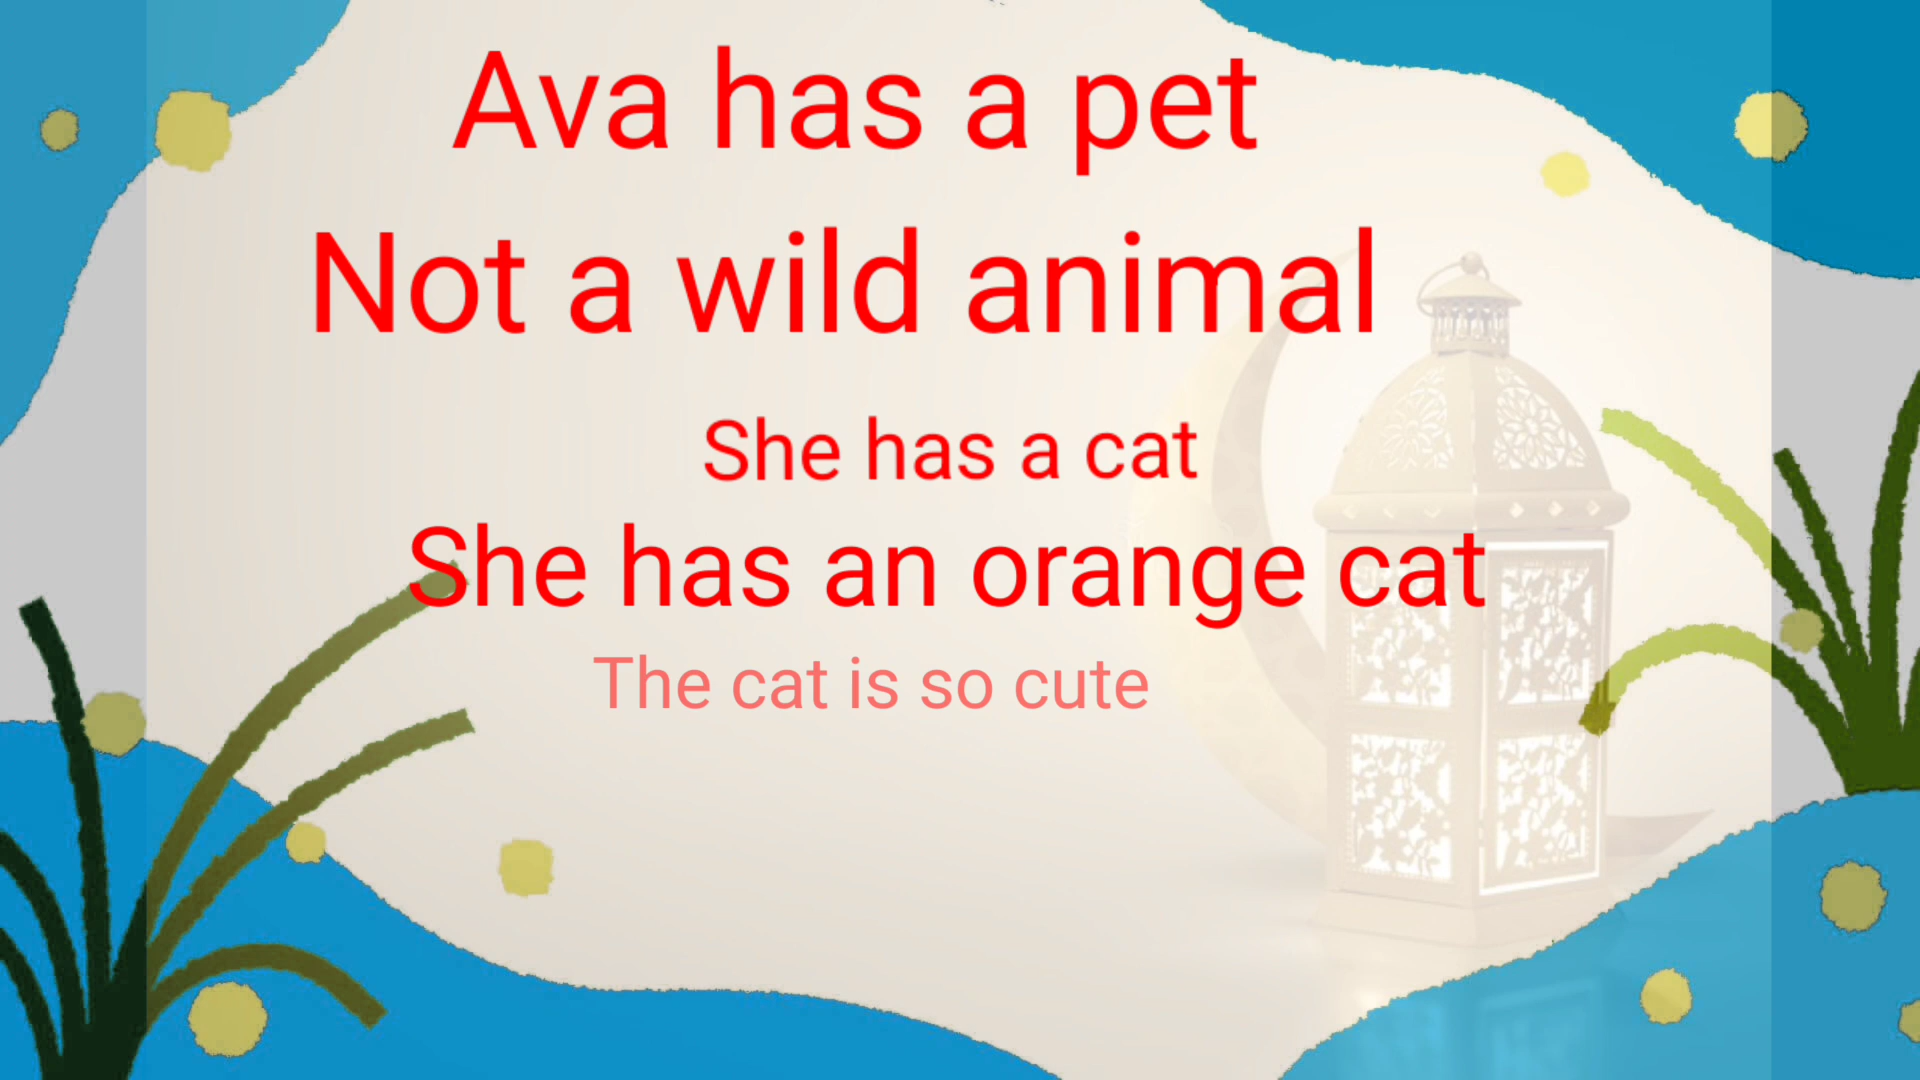 Ava has a pet
Not a wild animal
She has a cat
She has an orange cat
The cat is so cute